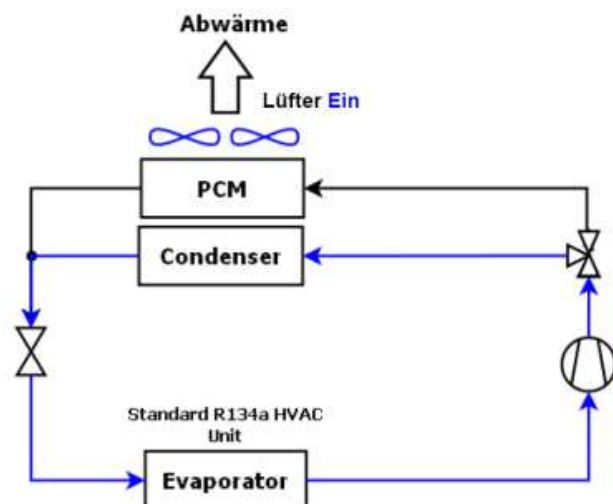 Abwärme
Lüfter Ein
PCM
Condenser
Standard R134a HVAC
Unit
Evaporator